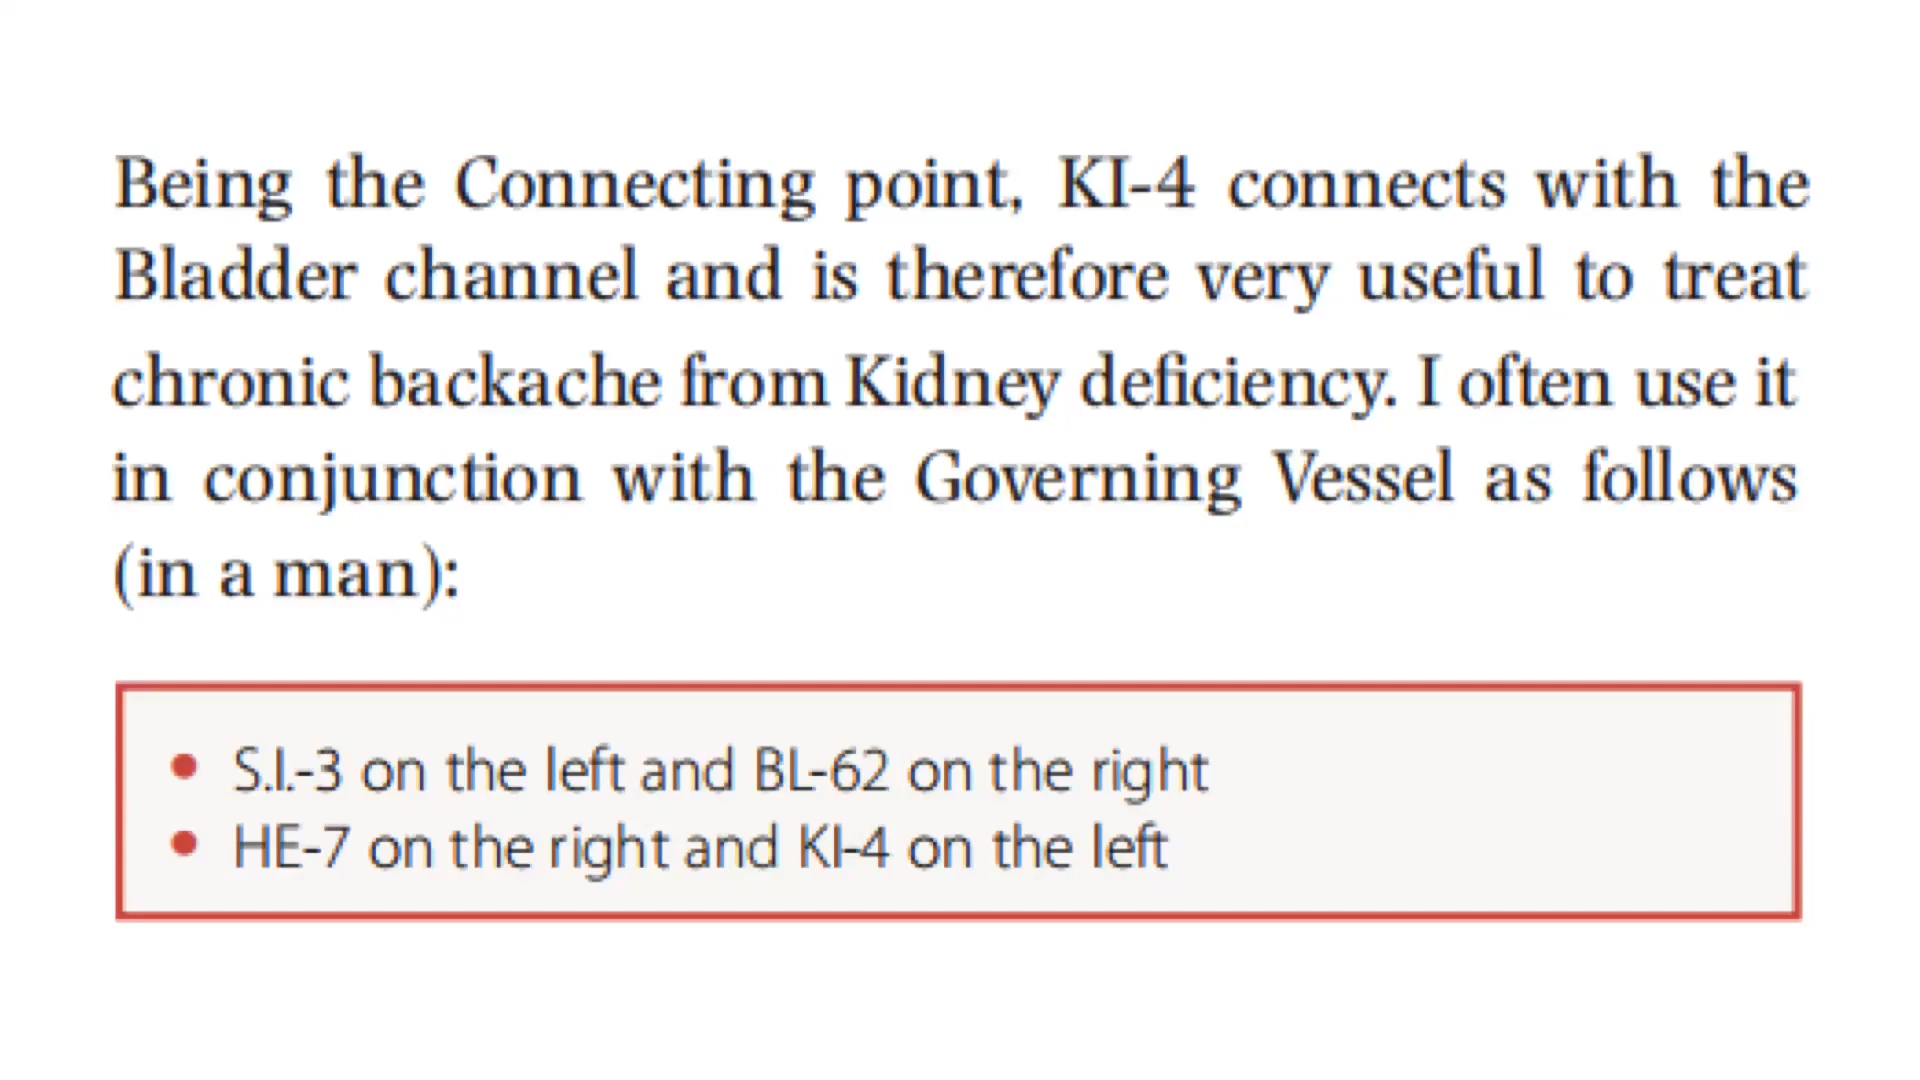 Being the Connecting point, KI-4 connects with the
Bladder channel and is therefore very useful to treat
chronic backache from Kidney deficiency. I often use it
in conjunction with the Governing Vessel as follows
(in a man):
• S.I.-3 on the left and BL-62 on the right
• HE-7 on the right and KI-4 on the left